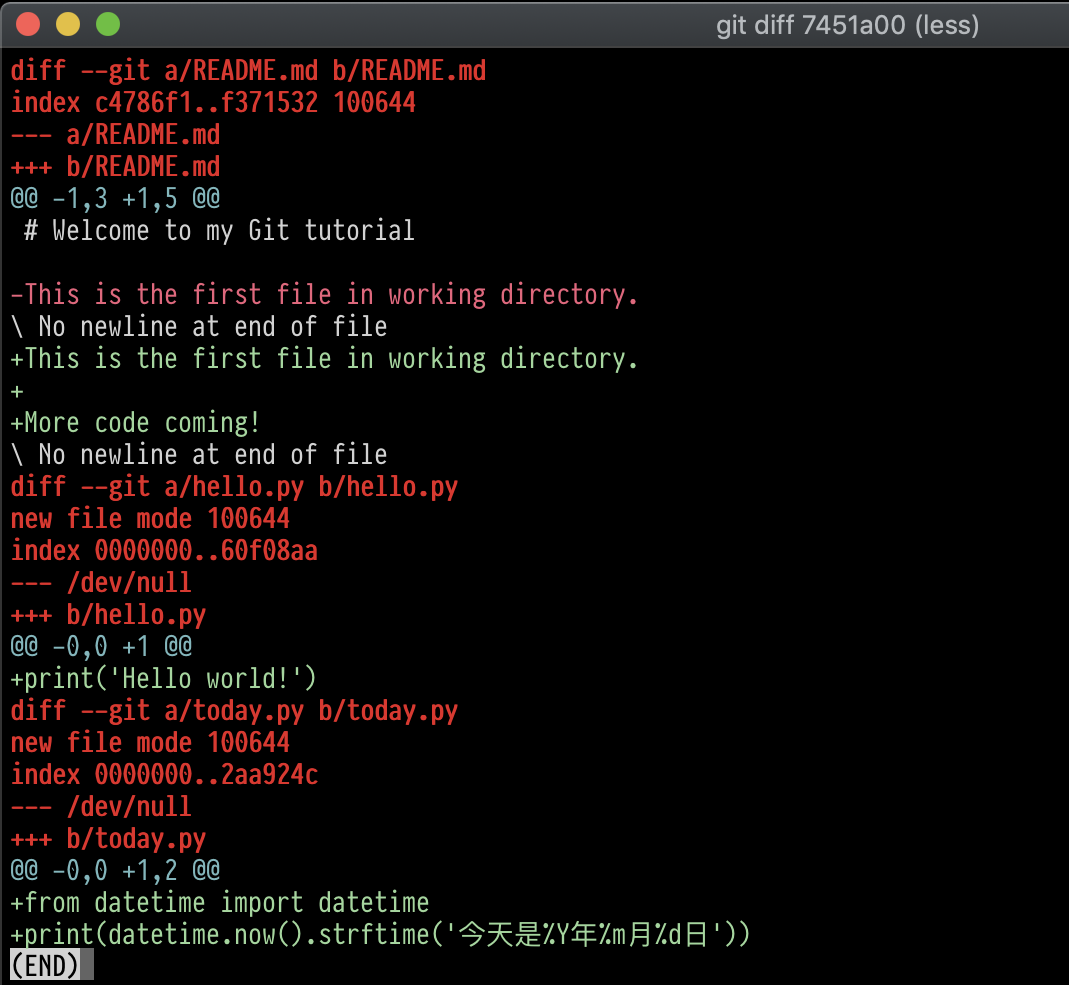 git diff 7451a00 (less)
diff --git a/README.md b/README.md
index c4786f1..f371532 100644
--- a/README.md
+++ b/README.md
@@ -1,3 +1,5 @@
 # Welcome to my Git tutorial

-This is the first file in working directory.
\ No newline at end of file
+This is the first file in working directory.
+
+More code coming!
\ No newline at end of file
diff --git a/hello.py b/hello.py
new file mode 100644
index 0000000..60f08aa
--- /dev/null
+++ b/hello.py
@@ -0,0 +1 @@
+print('Hello world!')
diff --git a/today.py b/today.py
new file mode 100644
index 0000000..2aa924c
--- /dev/null
+++ b/today.py
@@ -0,0 +1,2 @@
+from datetime import datetime
+print(datetime.now().strftime('今天是%Y年%m月%d日'))
(END)